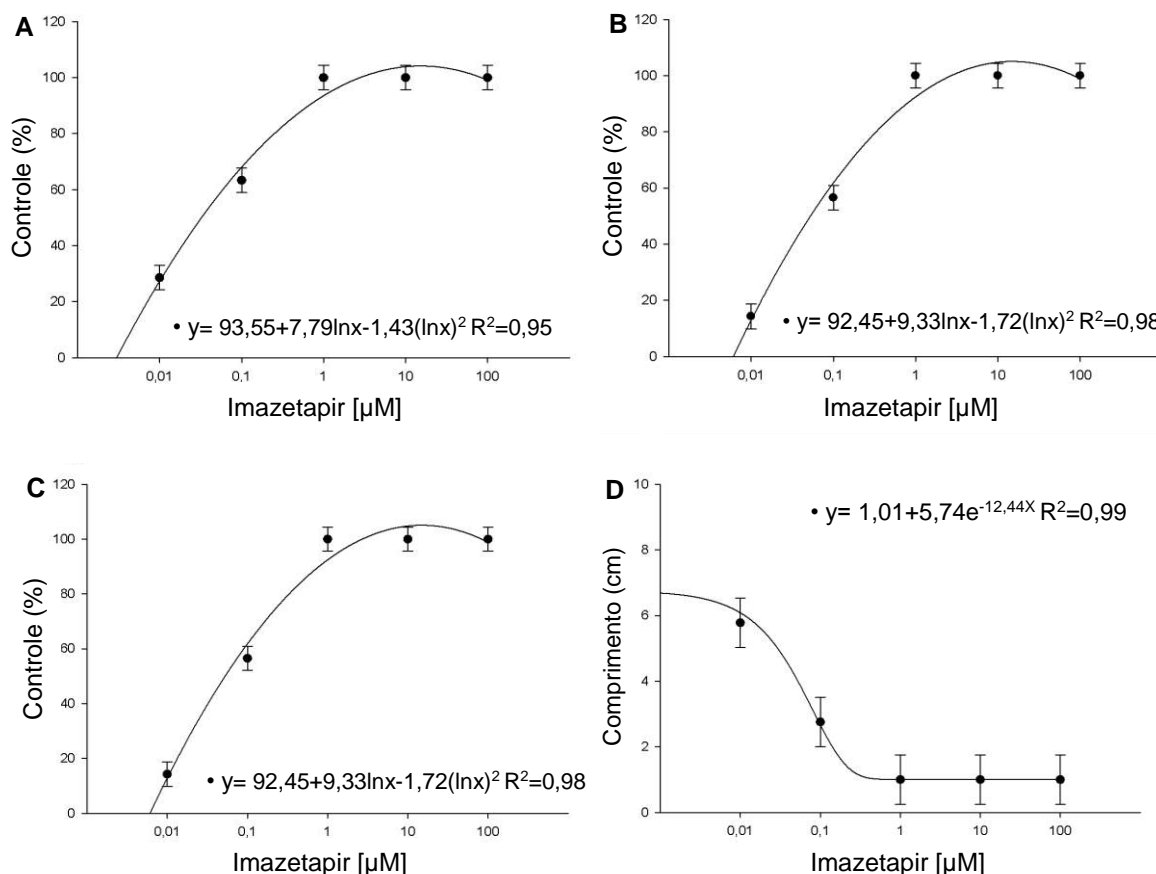 A
120
100
80
60
40
20
0
Controle (%)
• y= 93,55+7,79lnx-1,43(lnx)² R²=0,95
0,01 0,1 1 10 100
Imazetapir [µM]
B
120
100
80
60
40
20
0
Controle (%)
• y= 92,45+9,33lnx-1,72(lnx)² R²=0,98
0,01 0,1 1 10 100
Imazetapir [µM]
C
120
100
80
60
40
20
0
Controle (%)
• y= 92,45+9,33lnx-1,72(lnx)² R²=0,98
0,01 0,1 1 10 100
Imazetapir [µM]
D
10
8
6
4
2
0
Comprimento (cm)
• y= 1,01+5,74e⁻¹²,⁴⁴ˣ R²=0,99
0,01 0,1 1 10 100
Imazetapir [µM]